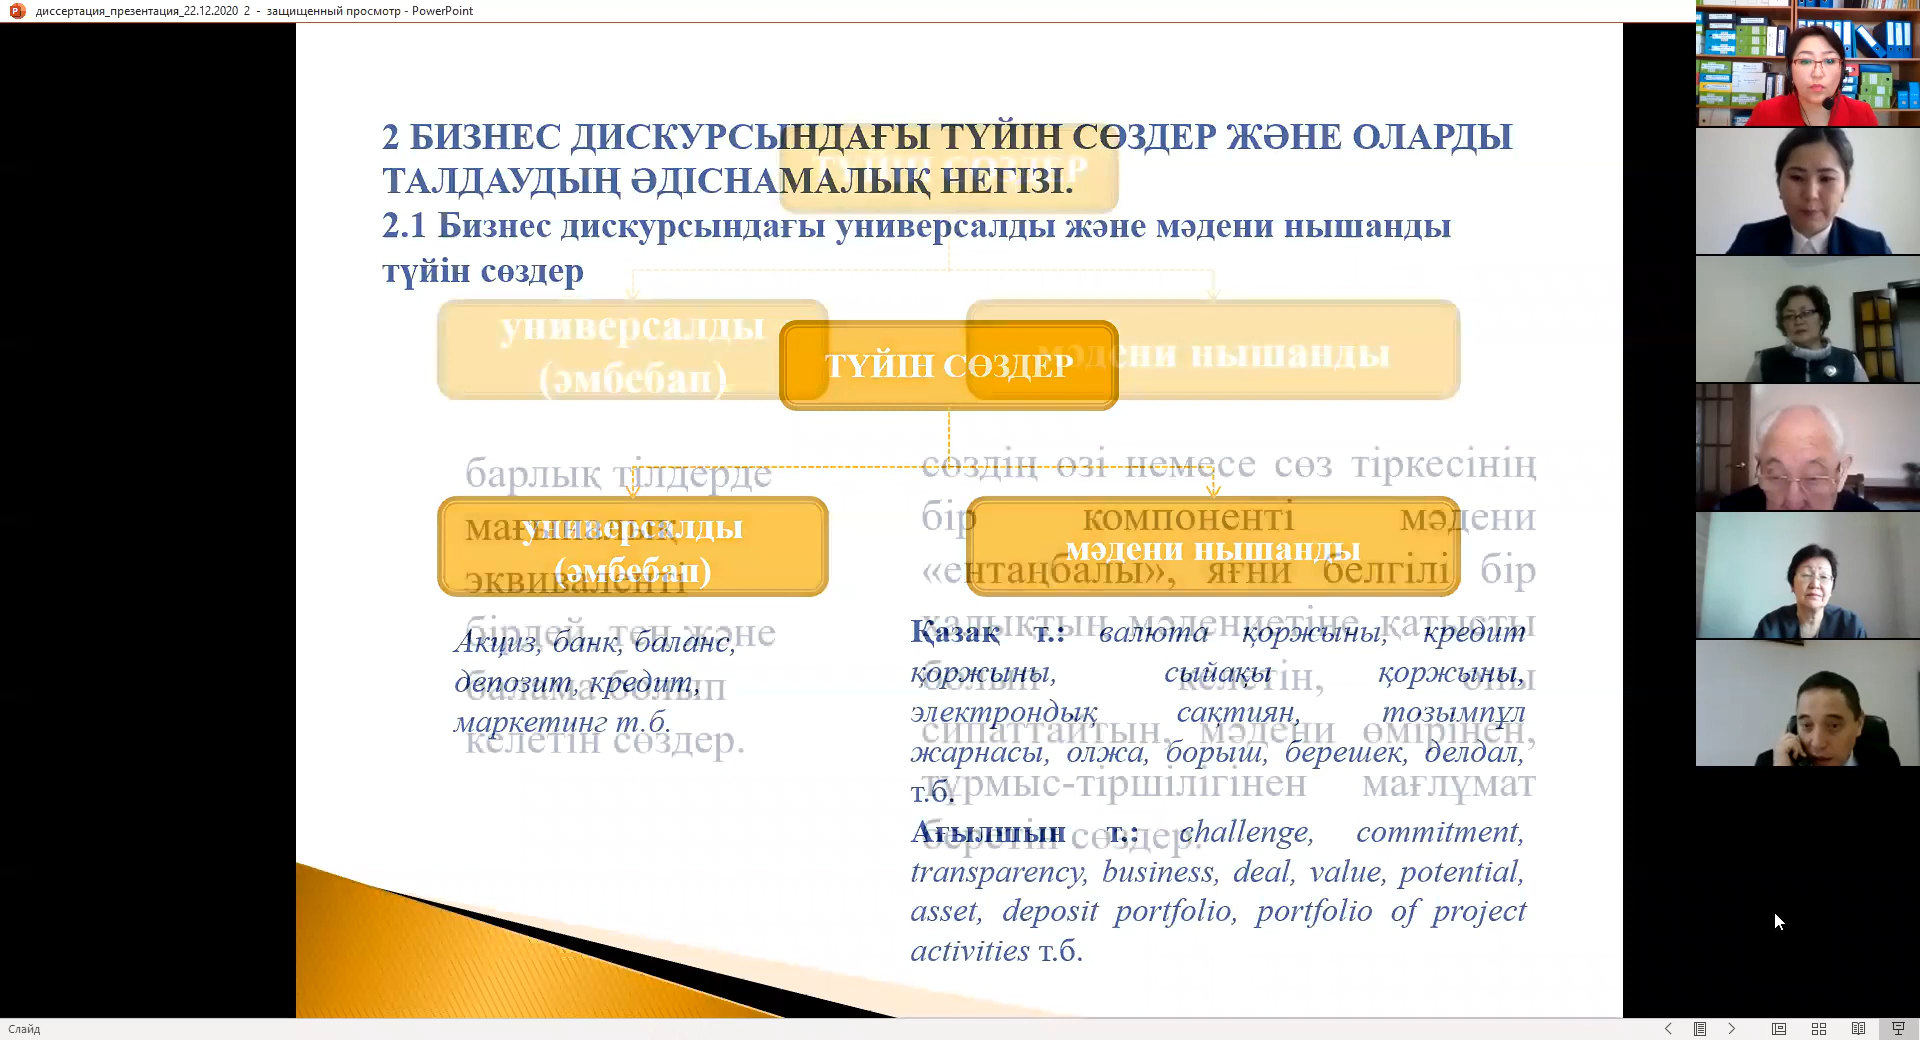 диссертация_презентация_22.12.2020 2 - защищенный просмотр - PowerPoint
2 БИЗНЕС ДИСКУРСЫНДАҒЫ ТҮЙІН СӨЗДЕР ЖӘНЕ ОЛАРДЫ
ТАЛДАУДЫҢ ӘДІСНАМАЛЫҚ НЕГІЗІ.
2.1 Бизнес дискурсындағы универсалды және мәдени нышанды
түйін сөздер
ТҮЙІН СӨЗДЕР
универсалды
(әмбебап)
мәдени нышанды
барлық тілдерде
мағыналық
эквиваленті
бірдей, тең және
балама болып
келетін сөздер.
сөздің өзі немесе сөз тіркесінің
бір компоненті мәдени
«ентаңбалы», яғни белгілі бір
халықтың мәдениетіне қатысты
болып келетін, оны
сипаттайтын, мәдени өмірінен,
тұрмыс-тіршілігінен мағлұмат
беретін сөздер.
ТҮЙІН СӨЗДЕР
универсалды
(әмбебап)
мәдени нышанды
Акциз, банк, баланс,
депозит, кредит,
маркетинг т.б.
Қазақ т.: валюта қоржыны, кредит
қоржыны, сыйақы қоржыны,
электрондық сақтиян, тозымпұл
жарнасы, олжа, борыш, берешек, делдал,
т.б.
Ағылшын т.: challenge, commitment,
transparency, business, deal, value, potential,
asset, deposit portfolio, portfolio of project
activities т.б.
Слайд